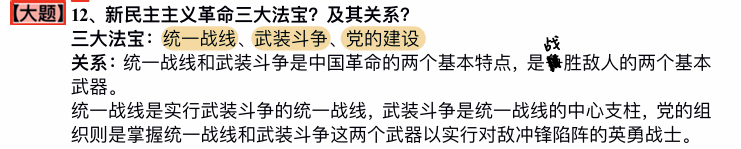 【大题】12、新民主主义革命三大法宝？及其关系？
三大法宝：统一战线、武装斗争、党的建设
关系：统一战线和武装斗争是中国革命的两个基本特点，是战胜敌人的两个基本
武器。
统一战线是实行武装斗争的统一战线，武装斗争是统一战线的中心支柱，党的组
织则是掌握统一战线和武装斗争这两个武器以实行对敌冲锋陷阵的英勇战士。